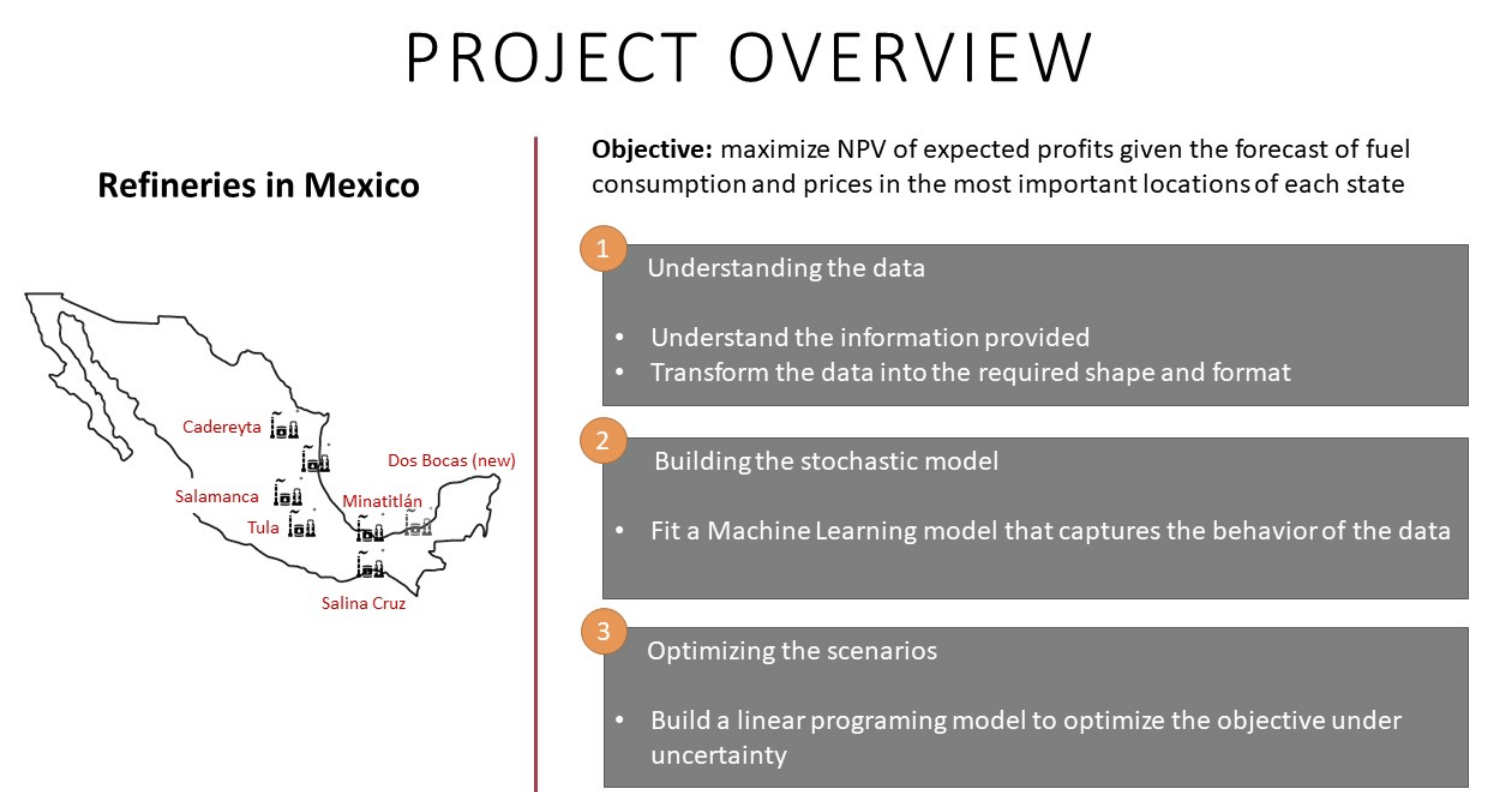 PROJECT OVERVIEW
Refineries in Mexico
Cadereyta
Dos Bocas (new)
Salamanca
Minatitlán
Tula
Salina Cruz
Objective: maximize NPV of expected profits given the forecast of fuel
consumption and prices in the most important locations of each state
1
Understanding the data
• Understand the information provided
• Transform the data into the required shape and format
2
Building the stochastic model
• Fit a Machine Learning model that captures the behavior of the data
3
Optimizing the scenarios
• Build a linear programing model to optimize the objective under
uncertainty